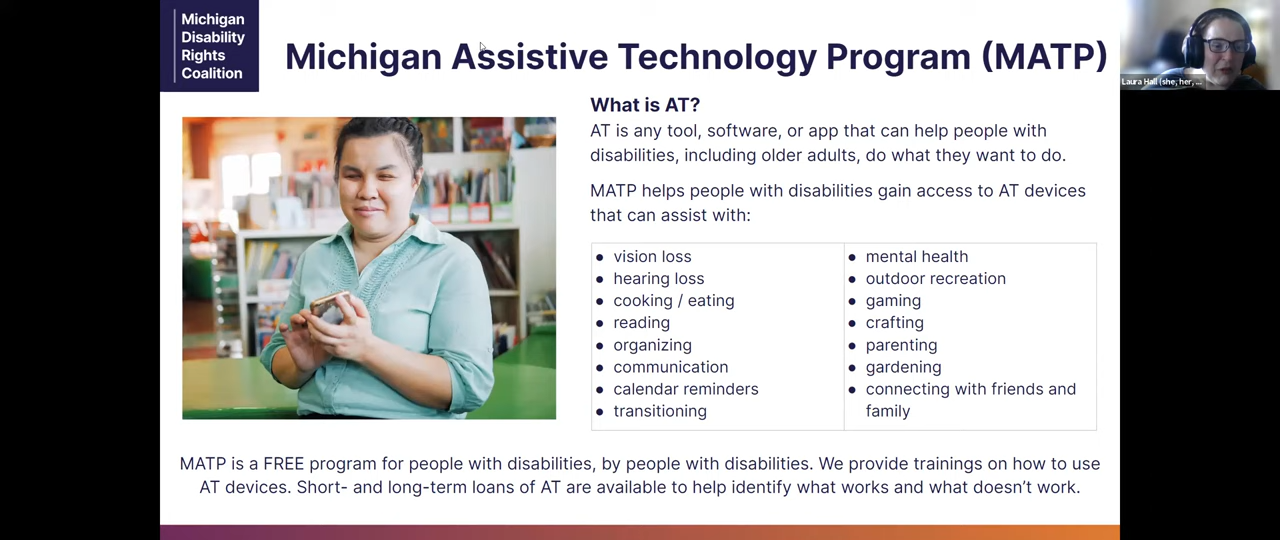 Michigan
Disability
Rights
Coalition
Michigan Assistive Technology Program (MATP)
Laura Hall (she, her, ...
What is AT?
AT is any tool, software, or app that can help people with
disabilities, including older adults, do what they want to do.
MATP helps people with disabilities gain access to AT devices
that can assist with:
● vision loss
● hearing loss
● cooking / eating
● reading
● organizing
● communication
● calendar reminders
● transitioning
● mental health
● outdoor recreation
● gaming
● crafting
● parenting
● gardening
● connecting with friends and
family
MATP is a FREE program for people with disabilities, by people with disabilities. We provide trainings on how to use
AT devices. Short- and long-term loans of AT are available to help identify what works and what doesn’t work.